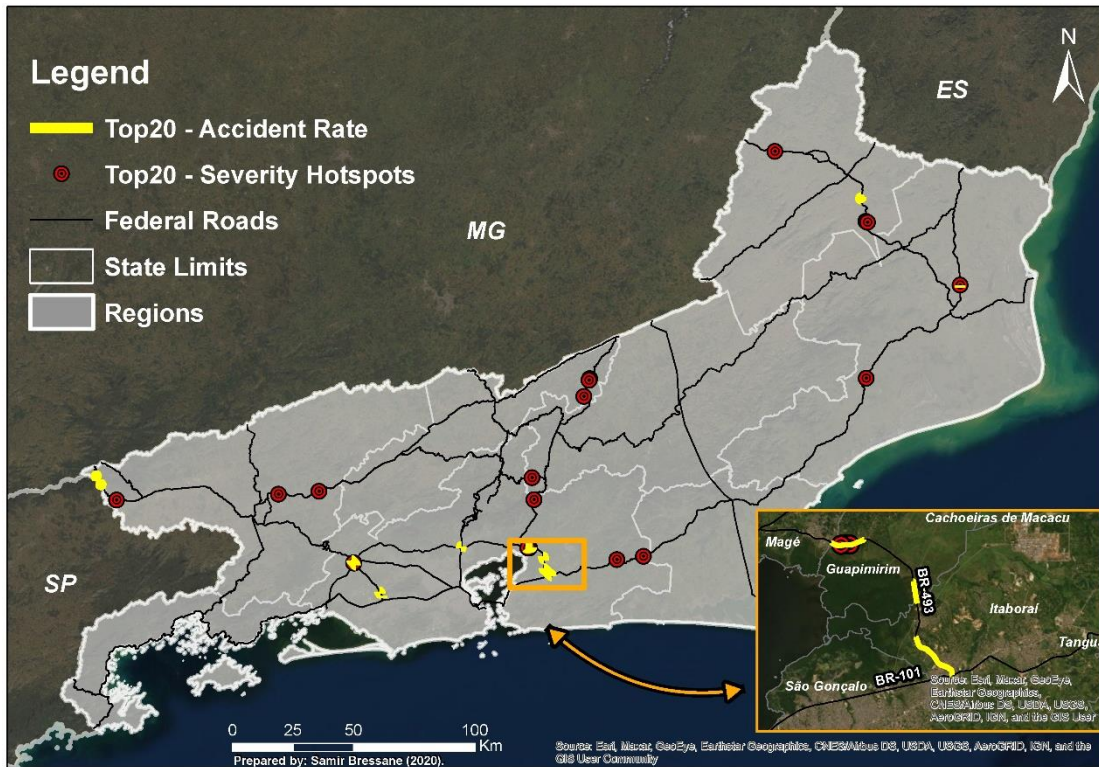 Legend
Top20 - Accident Rate
Top20 - Severity Hotspots
Federal Roads
State Limits
Regions
MG
ES
SP
N
Cachoeiras de Macacu
Magé
Guapimirim
BR-493
Itaboraí
Tanguá
BR-101
São Gonçalo
Source: Esri, Maxar, GeoEye,
Earthstar Geographics,
CNES/Airbus DS, USDA, USGS,
AeroGRID, IGN, and the GIS User
0 25 50 100
Km
Prepared by: Samir Bressane (2020).
Source: Esri, Maxar, GeoEye, Earthstar Geographics, CNES/Airbus DS, USDA, USGS, AeroGRID, IGN, and the
GIS User Community